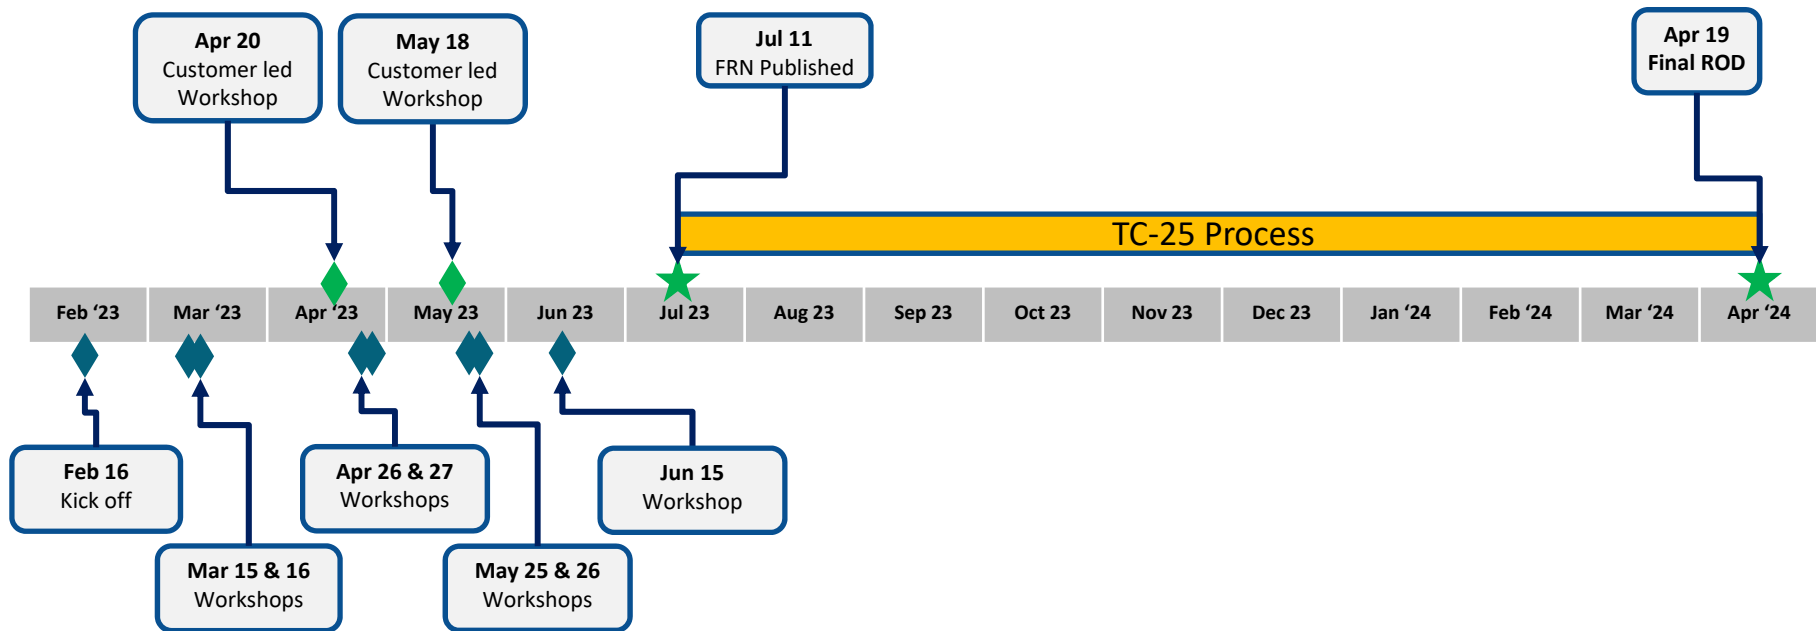 Apr 20
Customer led
Workshop
May 18
Customer led
Workshop
Jul 11
FRN Published
Apr 19
Final ROD
TC-25 Process
Feb ‘23
Mar ‘23
Apr ‘23
May 23
Jun 23
Jul 23
Aug 23
Sep 23
Oct 23
Nov 23
Dec 23
Jan ‘24
Feb ‘24
Mar ‘24
Apr ‘24
Feb 16
Kick off
Mar 15 & 16
Workshops
Apr 26 & 27
Workshops
May 25 & 26
Workshops
Jun 15
Workshop